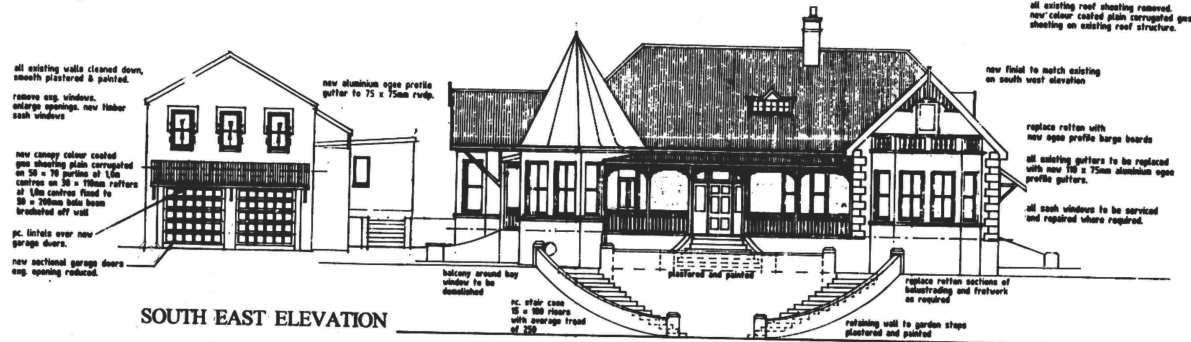 all existing walls cleaned down,
smooth plastered & painted.
remove exg. windows.
enlarge openings. new timber
sash windows
new canopy colour coated
gms sheeting plain corrugated
on 50 x 70 purlins at 1,0m
centres on 36 x 110mm rafters
at 1,0m centres fixed to
50 x 200mm balu beam
bracketed off wall
pc. lintels over new
garage doors.
new sectional garage doors
exg. opening reduced.
new aluminium ogee profile
gutter to 75 x 75mm rwdp.
all existing roof sheeting removed.
new colour coated plain corrugated gms
sheeting on existing roof structure.
new finial to match existing
on south west elevation
replace rotten with
new ogee profile barge boards
all existing gutters to be replaced
with new 110 x 75mm aluminium ogee
profile gutters.
all sash windows to be serviced
and repaired where required.
balcony around bay
window to be
demolished
plastered and painted
rc. stair case
15 x 180 risers
with average tread
of 250
replace rotten sections of
balustrading and fretwork
as required
retaining wall to garden steps
plastered and painted
SOUTH EAST ELEVATION